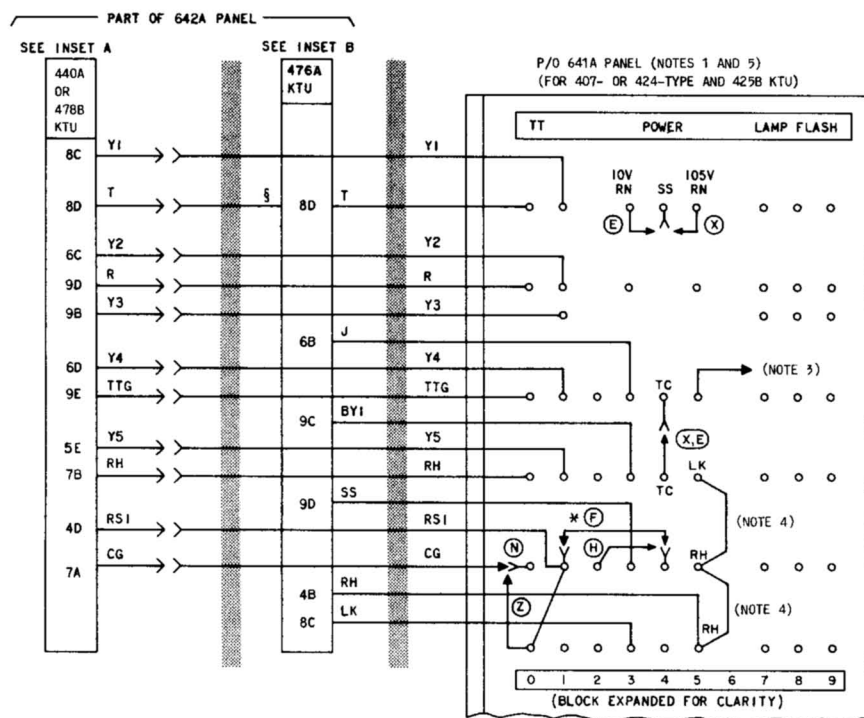 PART OF 642A PANEL
SEE INSET A
SEE INSET B
P/O 641A PANEL (NOTES 1 AND 5)
(FOR 407- OR 424-TYPE AND 425B KTU)
440A
OR
478B
KTU
476A
KTU
TT POWER LAMP FLASH
8C Y1 Y1
10V
RN
SS
105V
RN
8D T § 8D T
E X
6C Y2 Y2
9D R R
9B Y3 Y3
6B J
6D Y4 Y4
TC (NOTE 3)
9E TTG TTG
9C BY1
X,E
5E Y5 Y5
LK
7B RH RH
TC
9D SS
* F
(NOTE 4)
4D RS1 RS1
N H RH
7A CG CG
4B RH
Z
(NOTE 4)
8C LK
RH
0 1 2 3 4 5 6 7 8 9
(BLOCK EXPANDED FOR CLARITY)